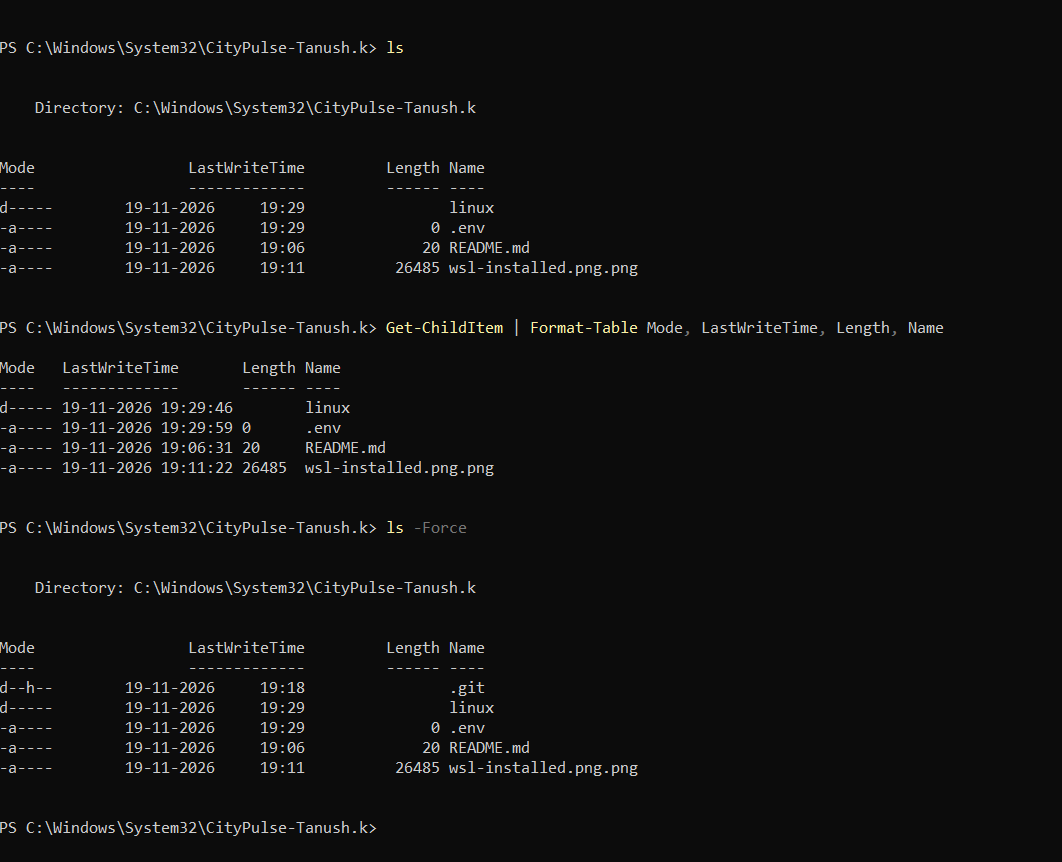 PS C:\Windows\System32\CityPulse-Tanush.k> ls
Directory: C:\Windows\System32\CityPulse-Tanush.k
Mode                 LastWriteTime         Length Name
----                 -------------         ------ ----
d-----        19-11-2026     19:29                linux
-a----        19-11-2026     19:29              0 .env
-a----        19-11-2026     19:06             20 README.md
-a----        19-11-2026     19:11          26485 wsl-installed.png.png
PS C:\Windows\System32\CityPulse-Tanush.k> Get-ChildItem | Format-Table Mode, LastWriteTime, Length, Name
Mode   LastWriteTime       Length Name
----   -------------       ------ ----
d----- 19-11-2026 19:29:46        linux
-a---- 19-11-2026 19:29:59 0      .env
-a---- 19-11-2026 19:06:31 20     README.md
-a---- 19-11-2026 19:11:22 26485  wsl-installed.png.png
PS C:\Windows\System32\CityPulse-Tanush.k> ls -Force
Directory: C:\Windows\System32\CityPulse-Tanush.k
Mode                 LastWriteTime         Length Name
----                 -------------         ------ ----
d--h--        19-11-2026     19:18                .git
d-----        19-11-2026     19:29                linux
-a----        19-11-2026     19:29              0 .env
-a----        19-11-2026     19:06             20 README.md
-a----        19-11-2026     19:11          26485 wsl-installed.png.png
PS C:\Windows\System32\CityPulse-Tanush.k>